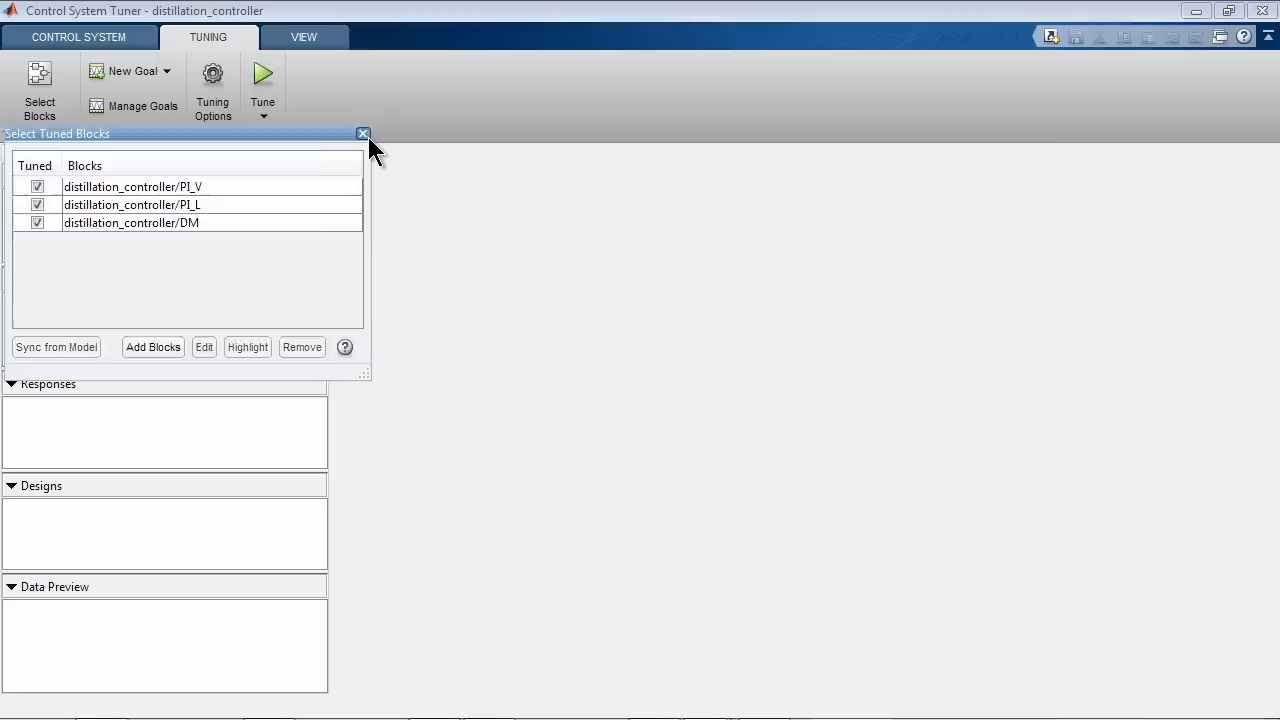 Control System Tuner - distillation_controller
CONTROL SYSTEM
TUNING
VIEW
Select
Blocks
New Goal
Manage Goals
Tuning
Options
Tune
Select Tuned Blocks
Tuned Blocks
distillation_controller/PI_V
distillation_controller/PI_L
distillation_controller/DM
Sync from Model
Add Blocks
Edit
Highlight
Remove
?
Responses
Designs
Data Preview